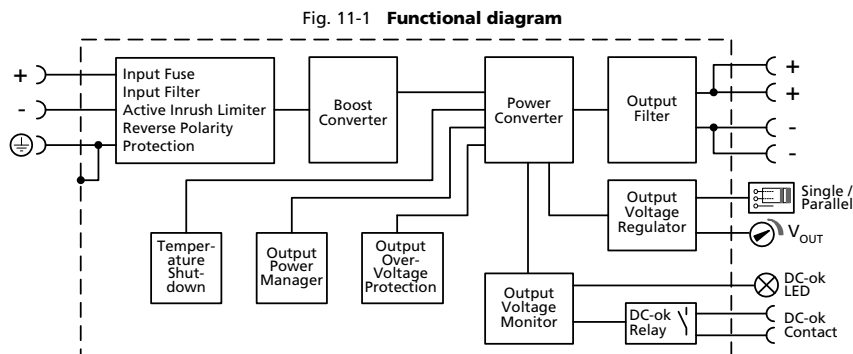 Fig. 11-1 Functional diagram
+
-
Input Fuse
Input Filter
Active Inrush Limiter
Reverse Polarity
Protection
Boost
Converter
Power
Converter
Output
Filter
+
+
-
-
Output
Voltage
Regulator
Single /
Parallel
VOUT
Temper-
ature
Shut-
down
Output
Power
Manager
Output
Over-
Voltage
Protection
Output
Voltage
Monitor
DC-ok
Relay
DC-ok
LED
DC-ok
Contact